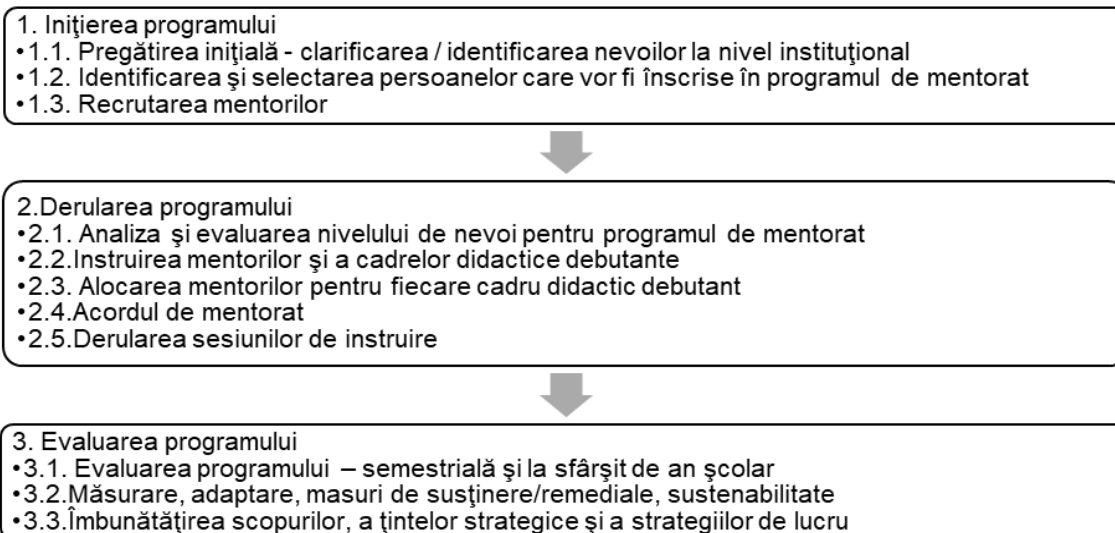 1. Iniţierea programului
•1.1. Pregătirea iniţială - clarificarea / identificarea nevoilor la nivel instituţional
•1.2. Identificarea şi selectarea persoanelor care vor fi înscrise în programul de mentorat
•1.3. Recrutarea mentorilor
2.Derularea programului
•2.1. Analiza şi evaluarea nivelului de nevoi pentru programul de mentorat
•2.2.Instruirea mentorilor şi a cadrelor didactice debutante
•2.3. Alocarea mentorilor pentru fiecare cadru didactic debutant
•2.4.Acordul de mentorat
•2.5.Derularea sesiunilor de instruire
3. Evaluarea programului
•3.1. Evaluarea programului – semestrială şi la sfârşit de an şcolar
•3.2.Măsurare, adaptare, masuri de susţinere/remediale, sustenabilitate
•3.3.Îmbunătăţirea scopurilor, a ţintelor strategice şi a strategiilor de lucru